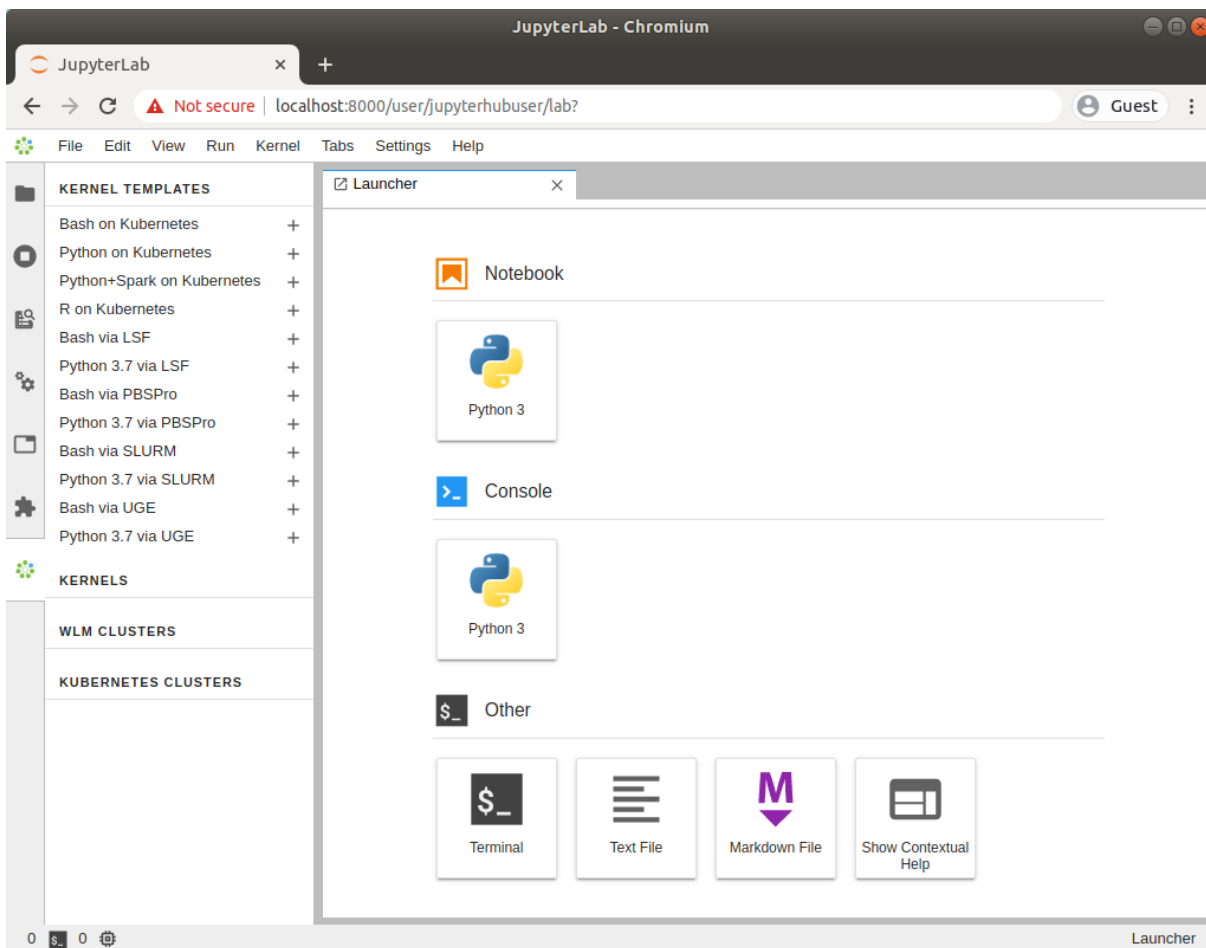 JupyterLab - Chromium
JupyterLab
Not secure localhost:8000/user/jupyterhubuser/lab?
Guest
File Edit View Run Kernel Tabs Settings Help
KERNEL TEMPLATES
Bash on Kubernetes
Python on Kubernetes
Python+Spark on Kubernetes
R on Kubernetes
Bash via LSF
Python 3.7 via LSF
Bash via PBSPro
Python 3.7 via PBSPro
Bash via SLURM
Python 3.7 via SLURM
Bash via UGE
Python 3.7 via UGE
KERNELS
WLM CLUSTERS
KUBERNETES CLUSTERS
Launcher
Notebook
Python 3
Console
Python 3
$_ Other
$_
Terminal
Text File
M
Markdown File
Show Contextual
Help
0 $_ 0
Launcher